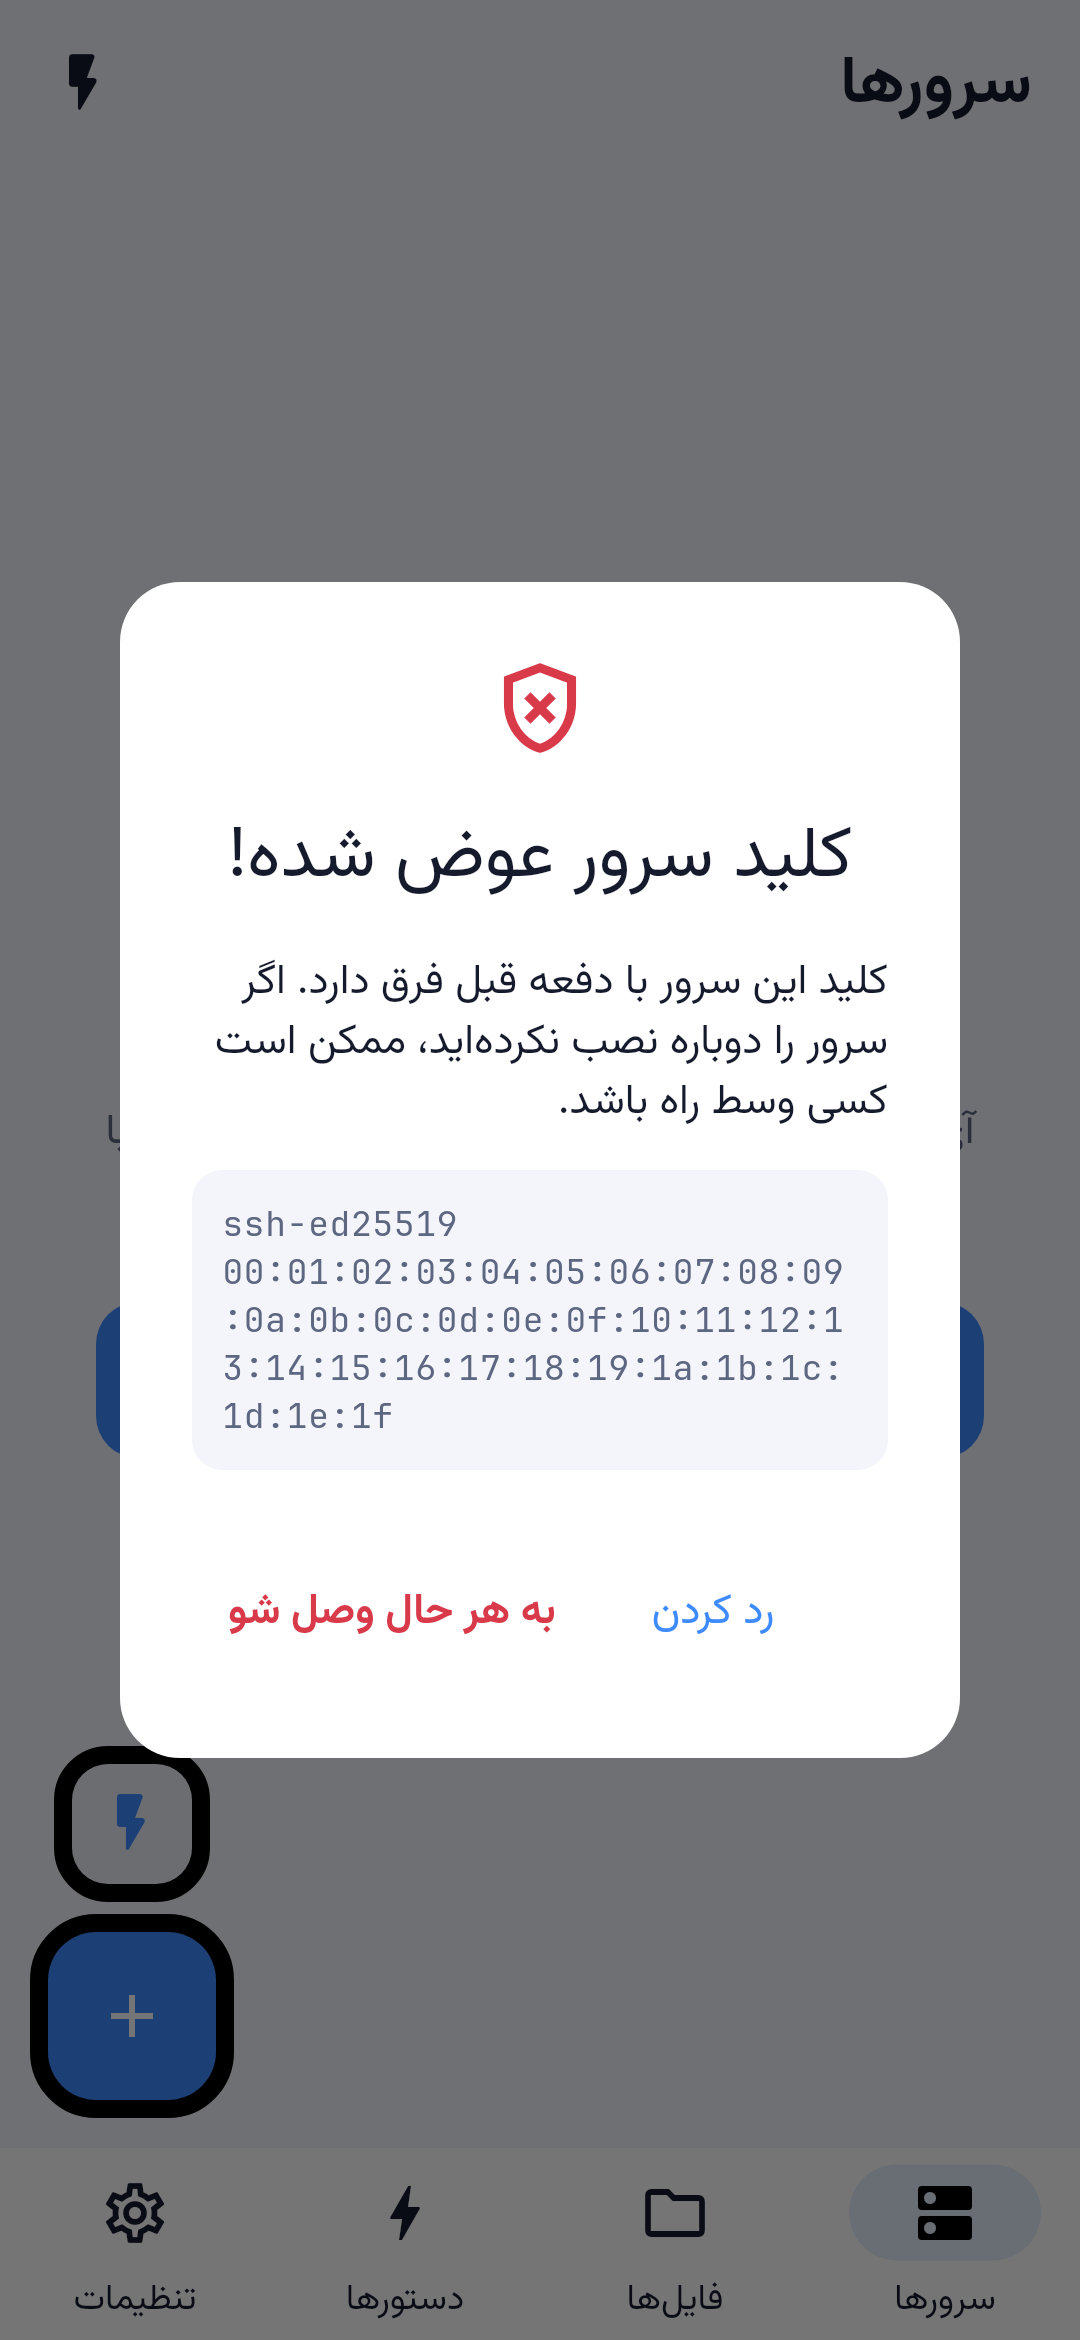 سرورها
کلید سرور عوض شده!
کلید این سرور با دفعه قبل فرق دارد. اگر
سرور را دوباره نصب نکرده‌اید، ممکن است
کسی وسط راه باشد.
ssh-ed25519
00:01:02:03:04:05:06:07:08:09
:0a:0b:0c:0d:0e:0f:10:11:12:1
3:14:15:16:17:18:19:1a:1b:1c:
1d:1e:1f
رد کردن
به هر حال وصل شو
سرورها
فایل‌ها
دستورها
تنظیمات